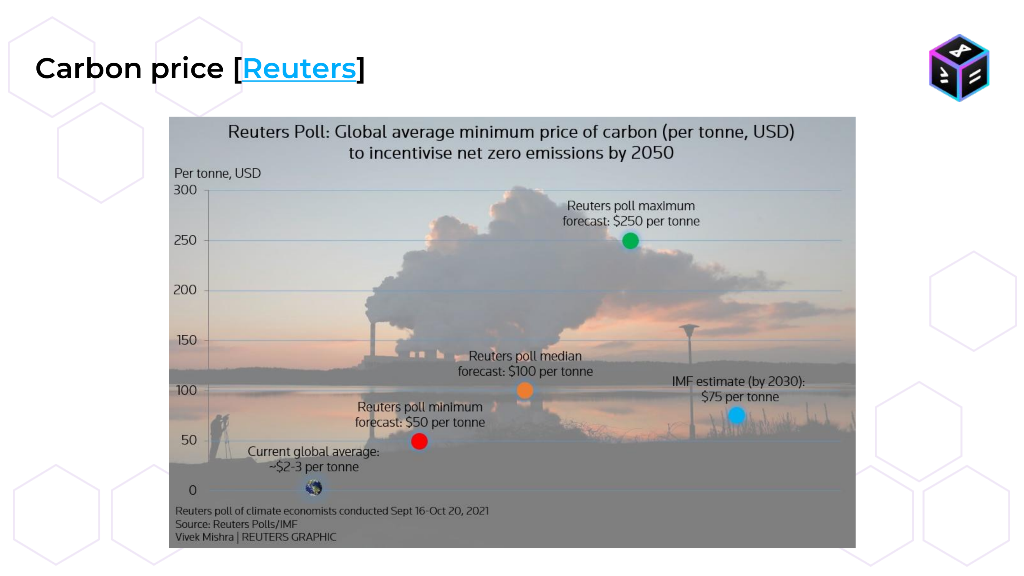 Carbon price [Reuters]
Reuters Poll: Global average minimum price of carbon (per tonne, USD)
to incentivise net zero emissions by 2050
Per tonne, USD
300
Reuters poll maximum
forecast: $250 per tonne
250
200
150
Reuters poll median
forecast: $100 per tonne
100
IMF estimate (by 2030):
$75 per tonne
Reuters poll minimum
forecast: $50 per tonne
50
Current global average:
~$2-3 per tonne
0
Reuters poll of climate economists conducted Sept 16-Oct 20, 2021
Source: Reuters Polls/IMF
Vivek Mishra | REUTERS GRAPHIC